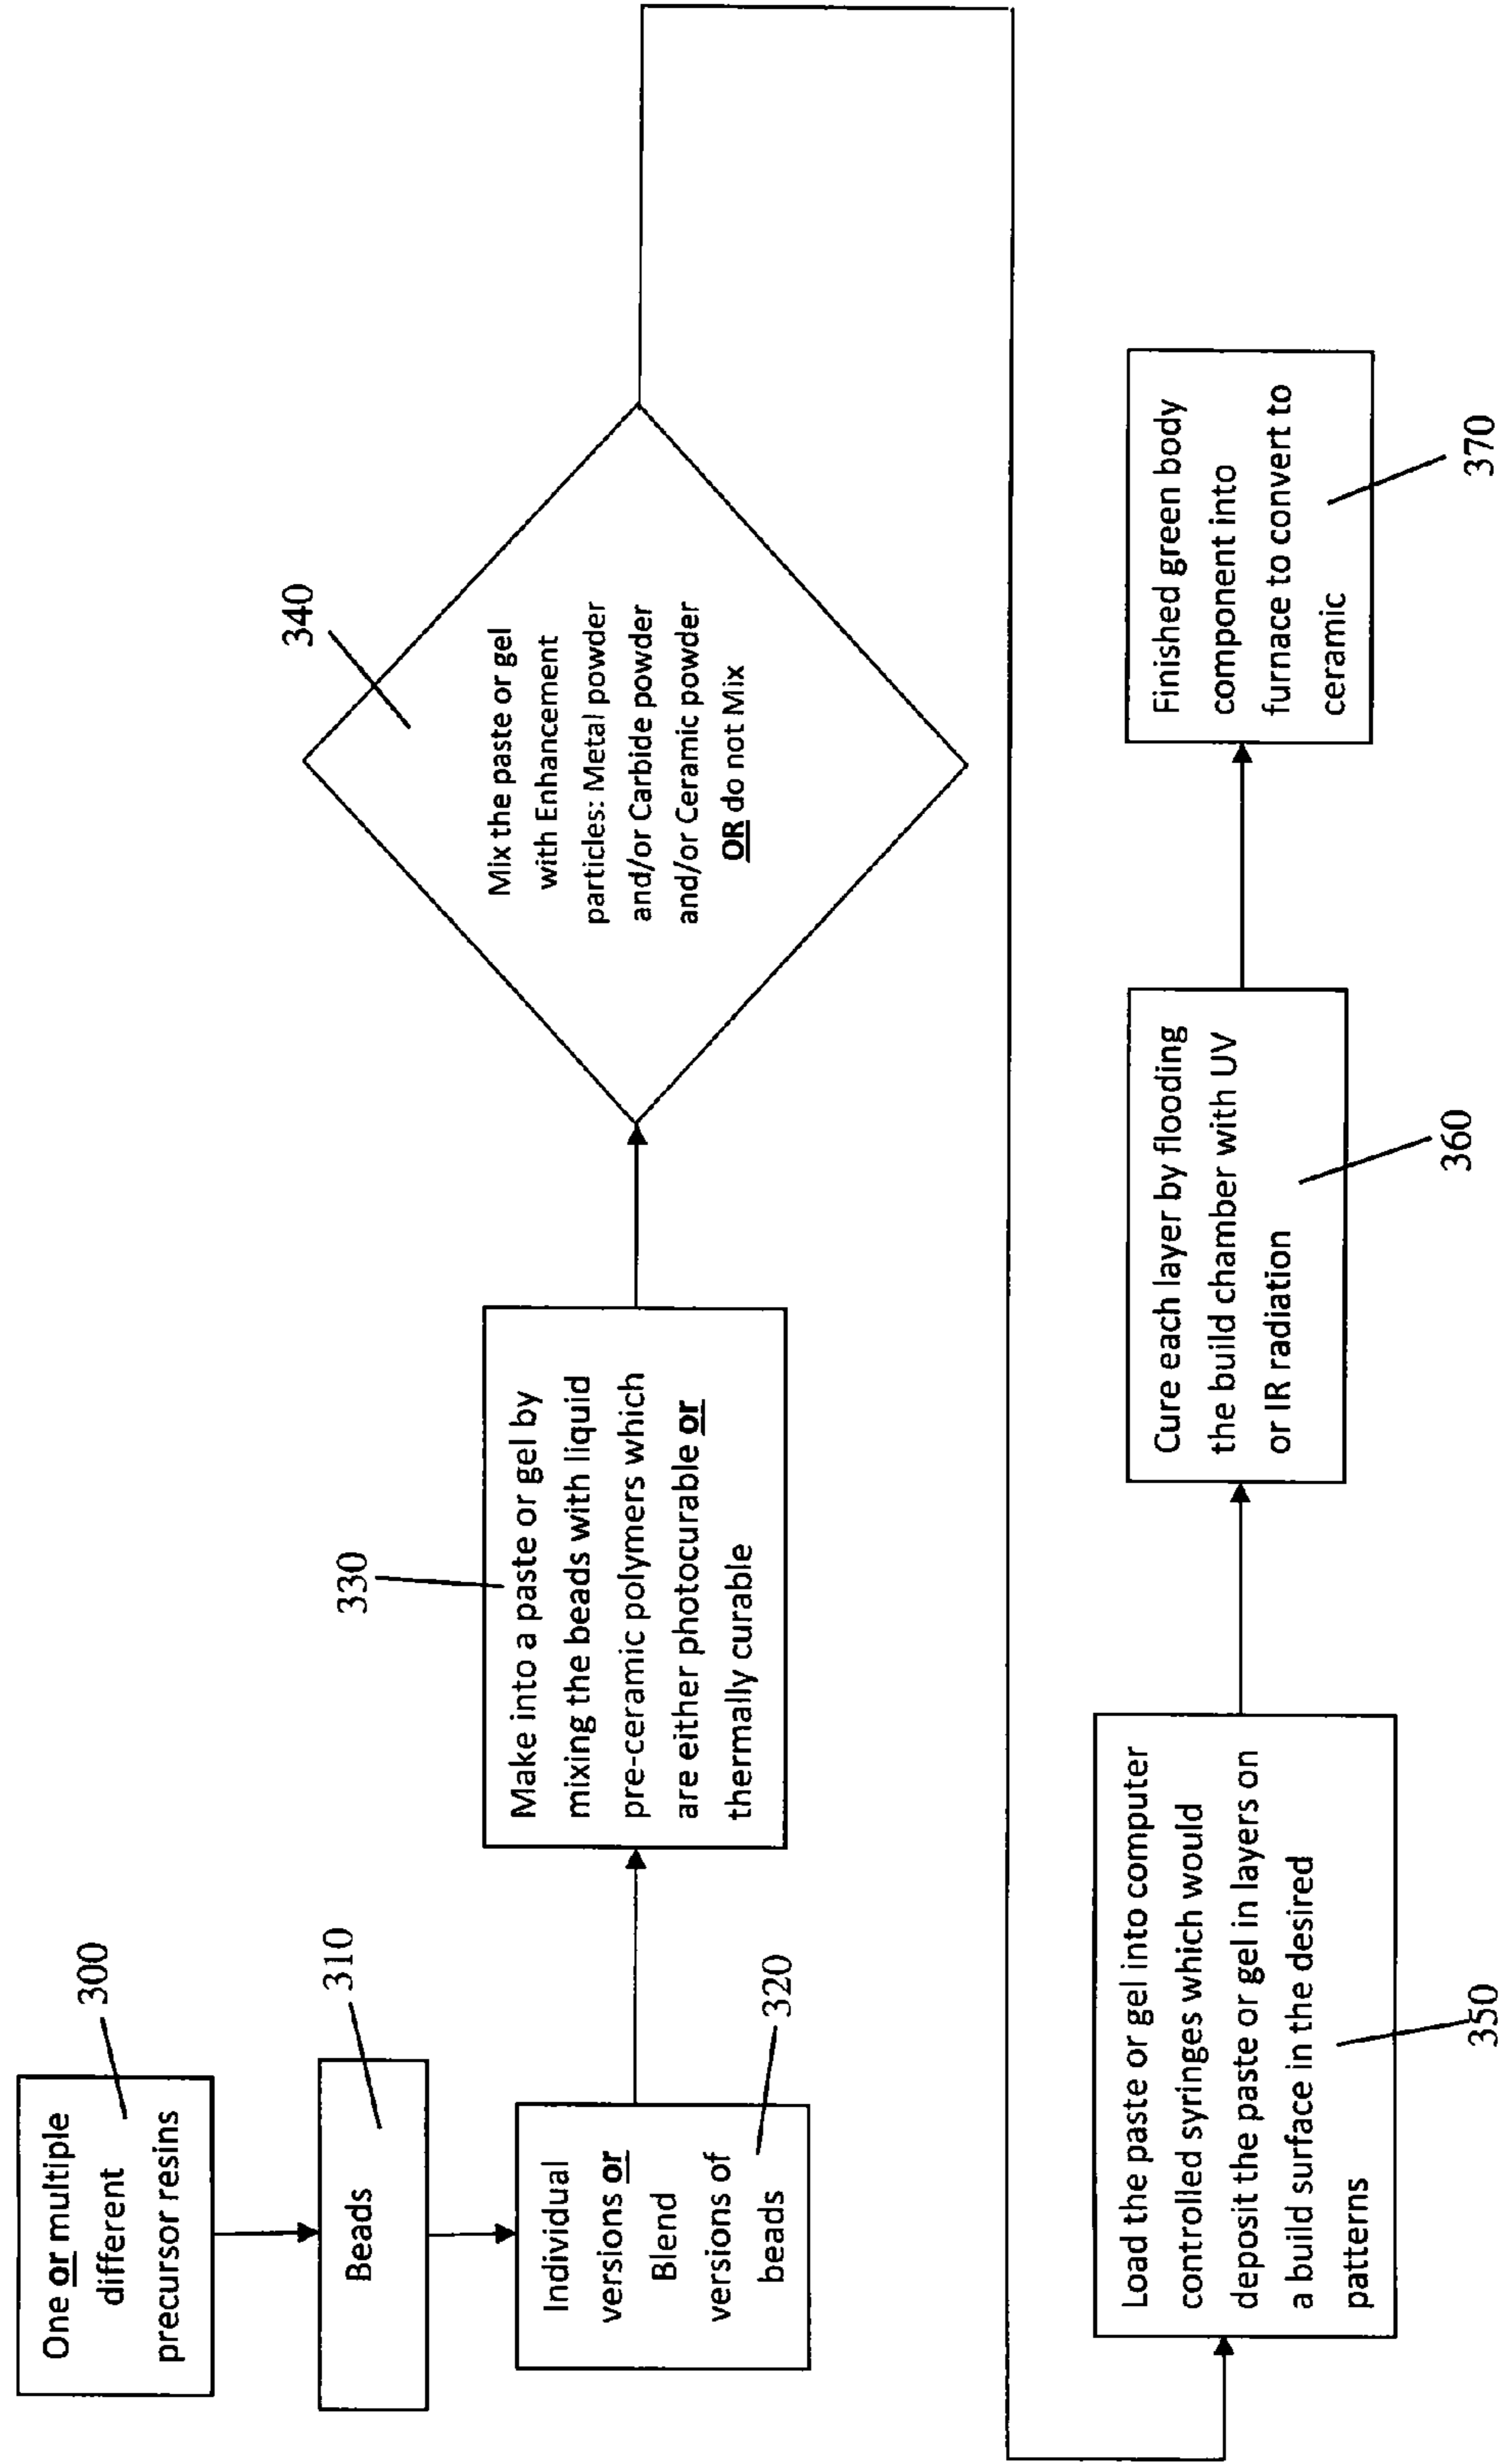 300
One or multiple
different
precursor resins
310
Beads
320
Individual
versions or
Blend
versions of
beads
330
Make into a paste or gel by
mixing the beads with liquid
pre-ceramic polymers which
are either photocurable or
thermally curable
340
Mix the paste or gel
with Enhancement
particles: Metal powder
and/or Carbide powder
and/or Ceramic powder
OR do not Mix
Load the paste or gel into computer
controlled syringes which would
deposit the paste or gel in layers on
a build surface in the desired
patterns
350
Cure each layer by flooding
the build chamber with UV
or IR radiation
360
Finished green body
component into
furnace to convert to
ceramic
370